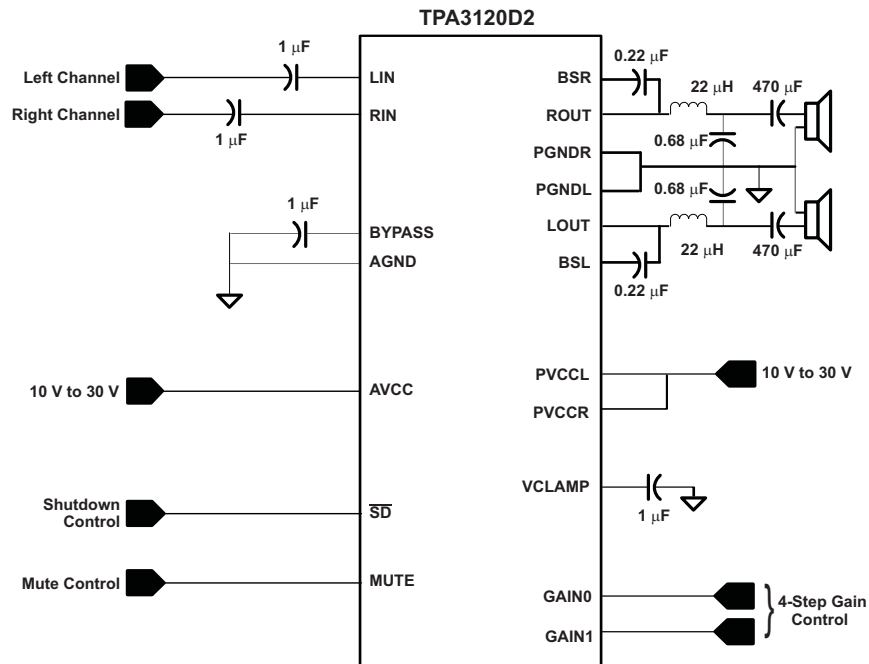 TPA3120D2
1 μF
Left Channel
LIN
Right Channel
RIN
1 μF
1 μF
BYPASS
AGND
10 V to 30 V
AVCC
Shutdown
Control
SD
Mute Control
MUTE
0.22 μF
BSR
22 μH
470 μF
ROUT
0.68 μF
PGNDR
PGNDL
0.68 μF
LOUT
22 μH
470 μF
BSL
0.22 μF
PVCCL
10 V to 30 V
PVCCR
VCLAMP
1 μF
GAIN0
4-Step Gain
Control
GAIN1